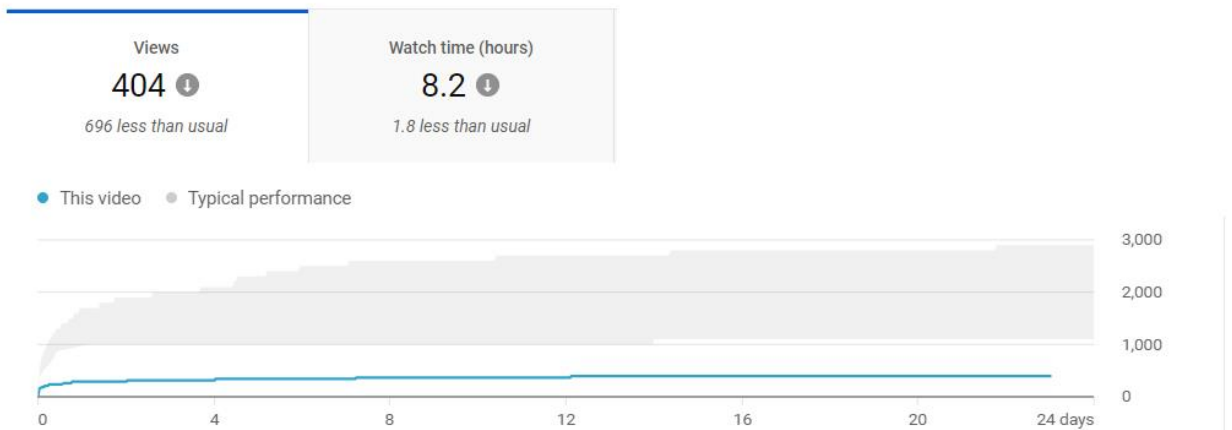 Views
404
696 less than usual
Watch time (hours)
8.2
1.8 less than usual
This video
Typical performance
3,000
2,000
1,000
0
0 4 8 12 16 20 24 days